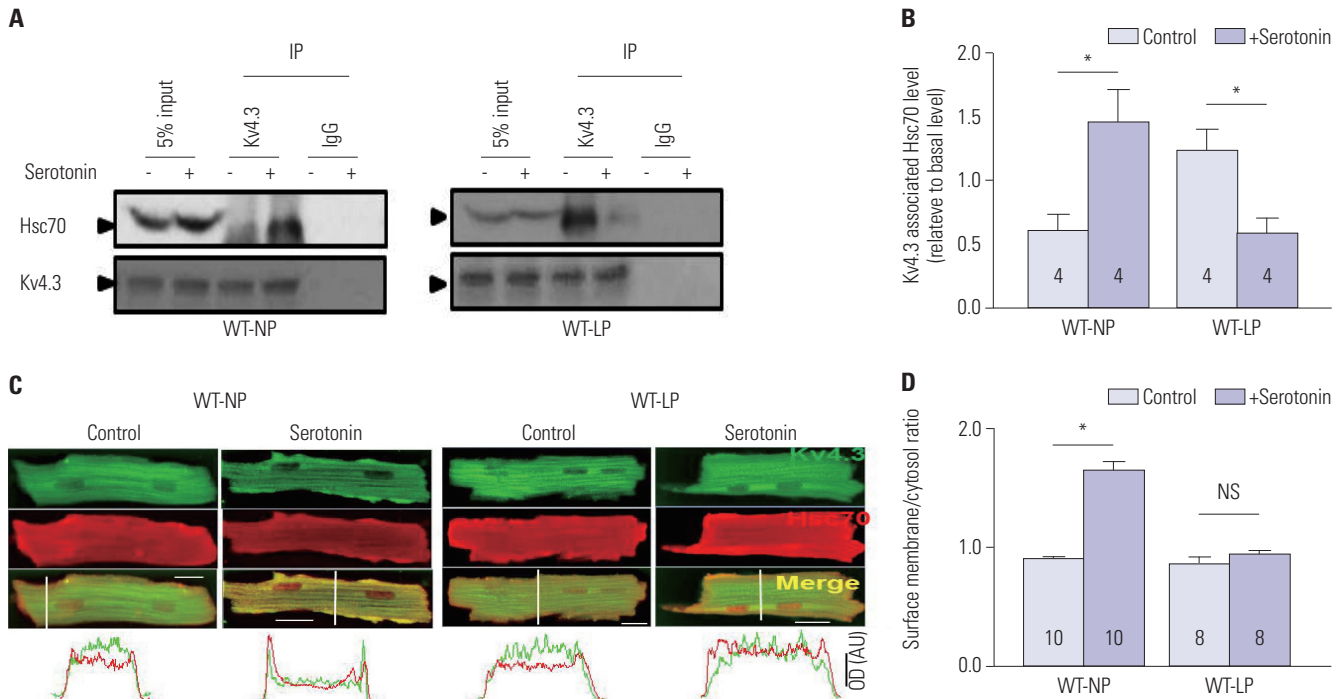 A
IP
5% input
Kv4.3
IgG
5% input
Kv4.3
IgG
IP
Serotonin - + - + - + - + - + - +
Hsc70
Kv4.3
WT-NP
WT-LP
B
Control +Serotonin
Kv4.3 associated Hsc70 level
(releteve to basal level)
2.0
1.5
1.0
0.5
0.0
*
*
4
4
4
4
WT-NP
WT-LP
C
WT-NP
WT-LP
Control
Serotonin
Control
Serotonin
Kv4.3
Hsc70
Merge
OD (AU)
D
Control +Serotonin
Surface membrane/cytosol ratio
2.0
1.0
0.0
*
NS
10
10
8
8
WT-NP
WT-LP